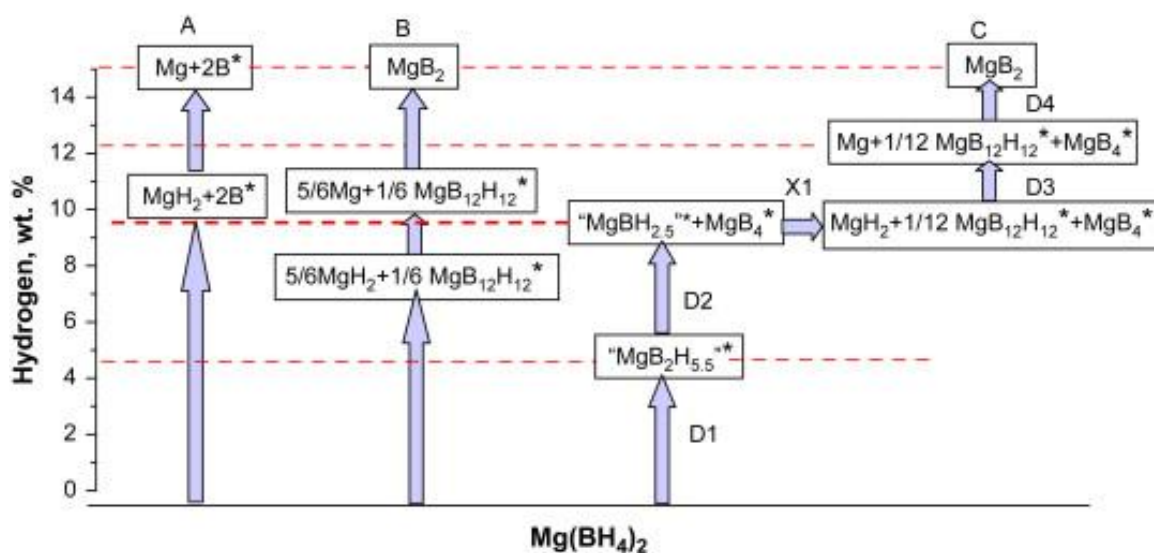 A
B
C
Mg+2B*
MgB₂
MgB₂
14
D4
12
Mg+1/12 MgB₁₂H₁₂*+MgB₄*
MgH₂+2B*
5/6Mg+1/6 MgB₁₂H₁₂*
X1
D3
10
"MgBH₂.₅"*+MgB₄*
MgH₂+1/12 MgB₁₂H₁₂*+MgB₄*
8
5/6MgH₂+1/6 MgB₁₂H₁₂*
D2
6
"MgB₂H₅.₅"*
4
D1
2
0
Hydrogen, wt. %
Mg(BH₄)₂